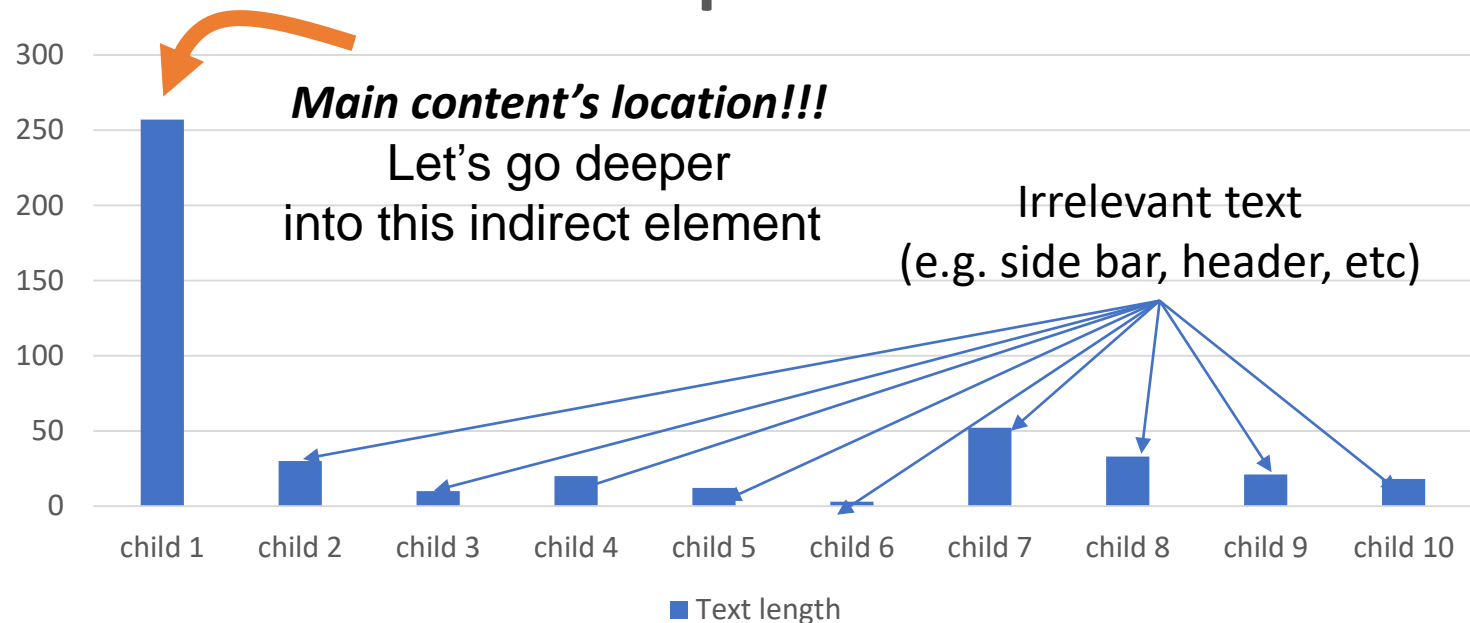 300
250
200
150
100
50
0
Main content's location!!!
Let's go deeper
into this indirect element
Irrelevant text
(e.g. side bar, header, etc)
child 1 child 2 child 3 child 4 child 5 child 6 child 7 child 8 child 9 child 10
Text length